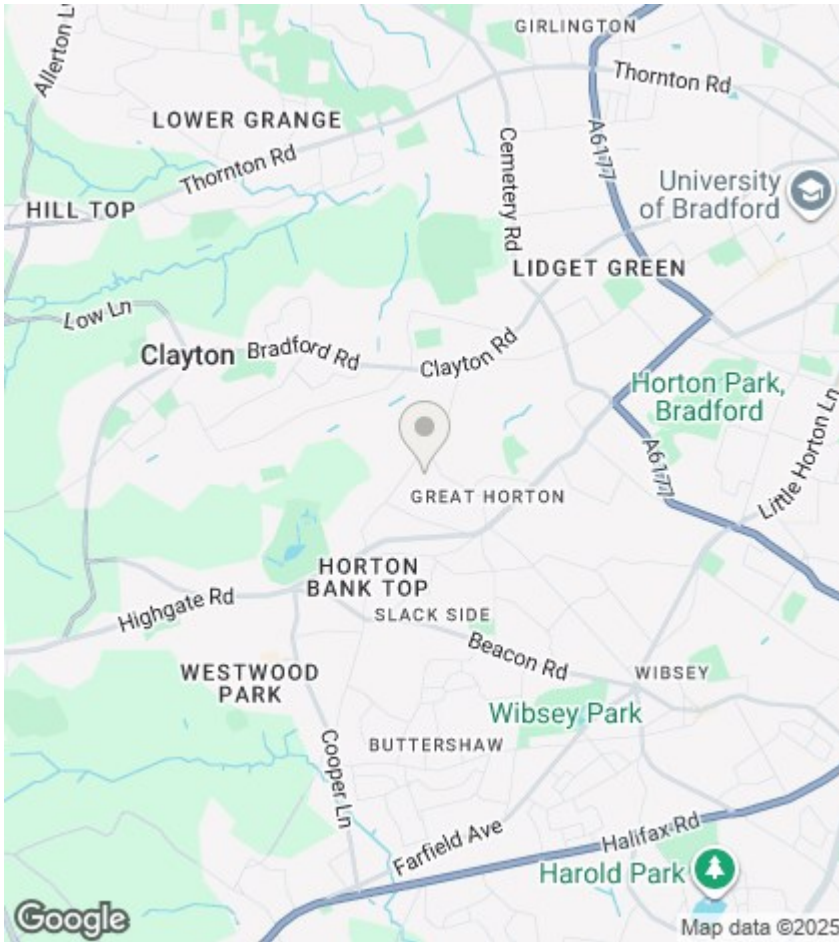 GIRLINGTON
Allerton L
Thornton Rd
LOWER GRANGE
A6177
Cemetery Rd
Thornton Rd
University
of Bradford
HILL TOP
LIDGET GREEN
Low Ln
Clayton
Bradford Rd
Clayton Rd
Horton Park,
Bradford
A6177
Little Horton Ln
GREAT HORTON
HORTON
BANK TOP
Highgate Rd
SLACK SIDE
Beacon Rd
WESTWOOD
PARK
WIBSEY
Wibsey Park
Cooper Ln
BUTTERSHAW
Farfield Ave
Halifax Rd
Harold Park
Google
Map data ©2025